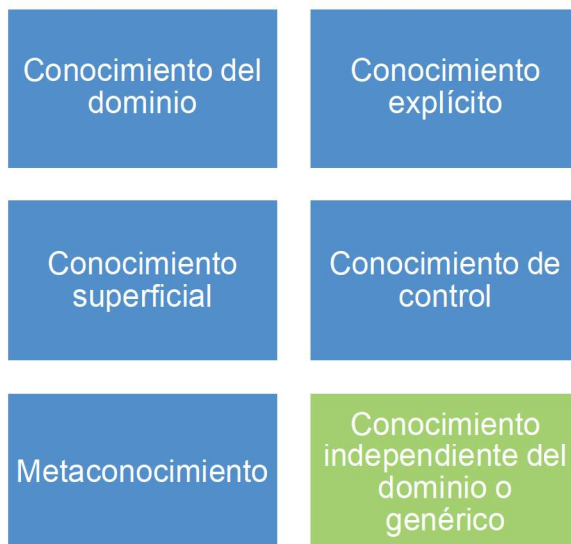 Conocimiento del
dominio
Conocimiento
explícito
Conocimiento
superficial
Conocimiento de
control
Metaconocimiento
Conocimiento
independiente del
dominio o
genérico